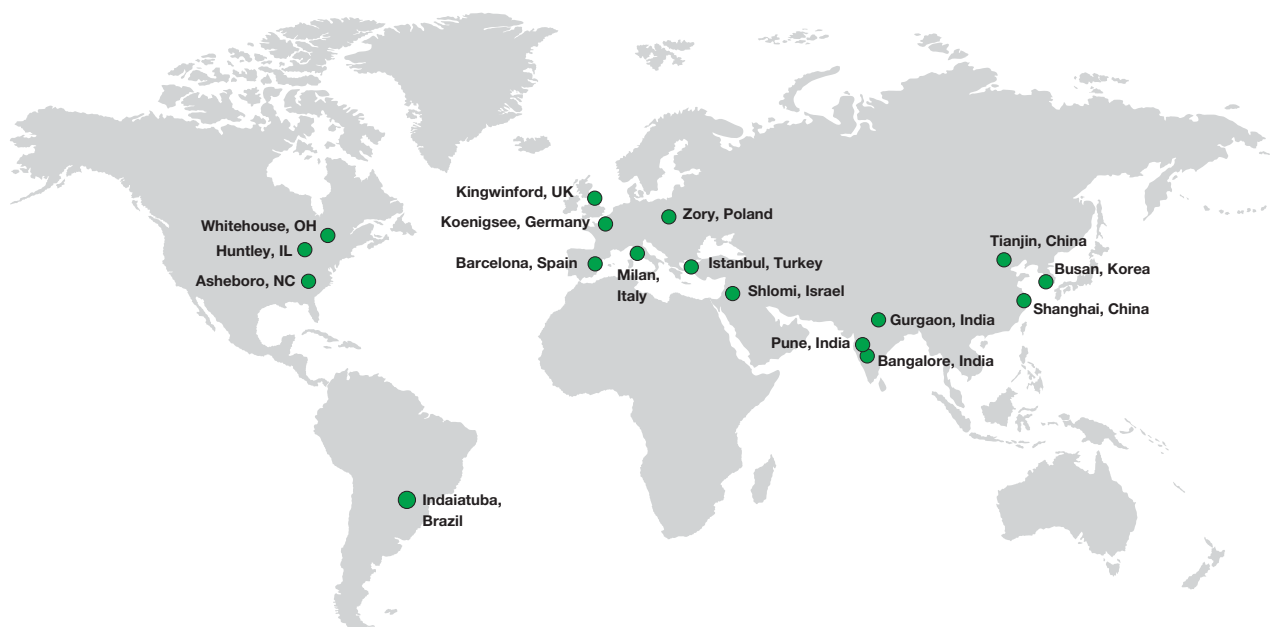 Kingwinford, UK
Koenigsee, Germany
Zory, Poland
Whitehouse, OH
Huntley, IL
Asheboro, NC
Barcelona, Spain
Milan,
Italy
Istanbul, Turkey
Shlomi, Israel
Tianjin, China
Busan, Korea
Shanghai, China
Gurgaon, India
Pune, India
Bangalore, India
Indaiatuba,
Brazil